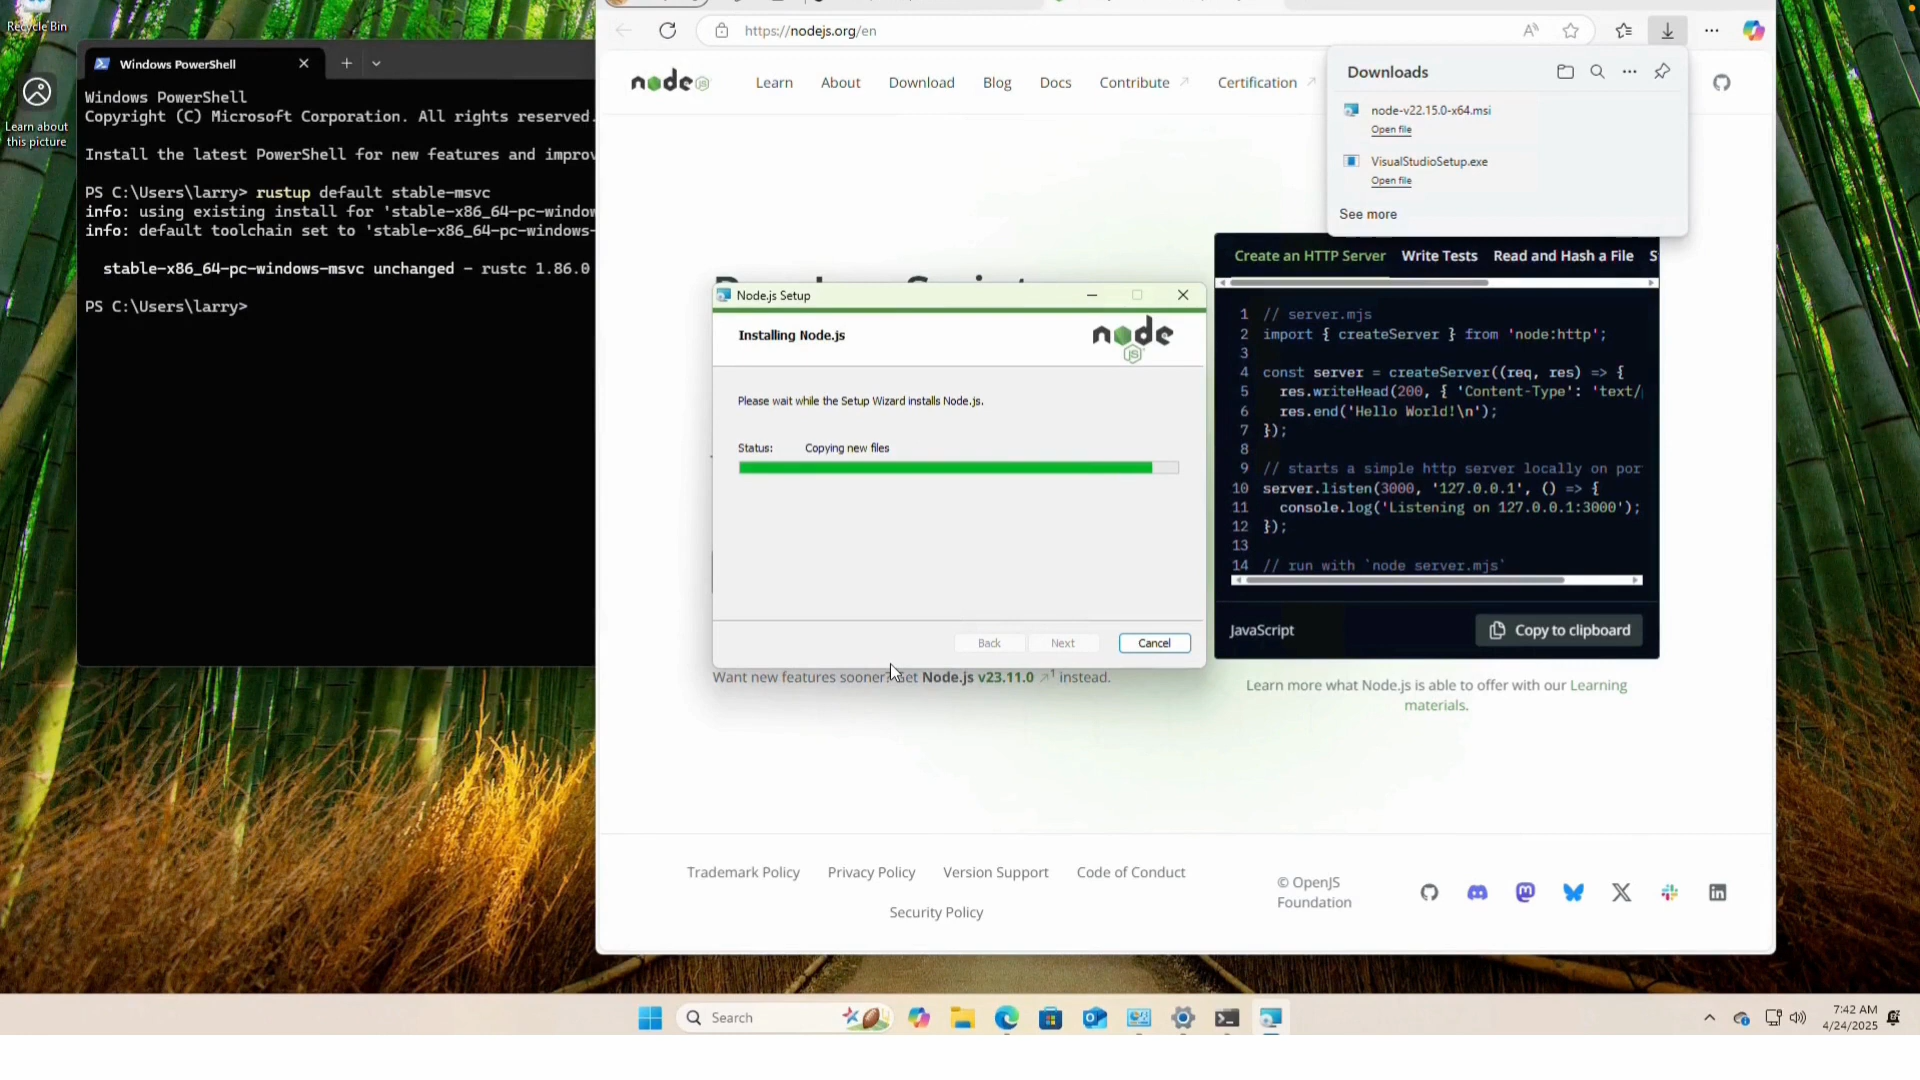 Recycle Bin
Learn about
this picture
Windows PowerShell
Windows PowerShell
Copyright (C) Microsoft Corporation. All rights reserved.
Install the latest PowerShell for new features and improv
PS C:\Users\larry> rustup default stable-msvc
info: using existing install for 'stable-x86_64-pc-window
info: default toolchain set to 'stable-x86_64-pc-windows-
stable-x86_64-pc-windows-msvc unchanged - rustc 1.86.0
PS C:\Users\larry>
https://nodejs.org/en
node
JS
Learn
About
Download
Blog
Docs
Contribute
Certification
Downloads
node-v22.15.0-x64.msi
Open file
VisualStudioSetup.exe
Open file
See more
Node.js Setup
Installing Node.js
node
JS
Please wait while the Setup Wizard installs Node.js.
Status: Copying new files
Back
Next
Cancel
Want new features sooner? Get Node.js v23.11.0 ↗¹ instead.
Create an HTTP Server
Write Tests
Read and Hash a File
S
1 // server.mjs
2 import { createServer } from 'node:http';
3
4 const server = createServer((req, res) => {
5 res.writeHead(200, { 'Content-Type': 'text/
6 res.end('Hello World!\n');
7 });
8
9 // starts a simple http server locally on por
10 server.listen(3000, '127.0.0.1', () => {
11 console.log('Listening on 127.0.0.1:3000');
12 });
13
14 // run with `node server.mjs`
JavaScript
Copy to clipboard
Learn more what Node.js is able to offer with our Learning
materials.
Trademark Policy
Privacy Policy
Version Support
Code of Conduct
Security Policy
© OpenJS
Foundation
Search
7:42 AM
4/24/2025